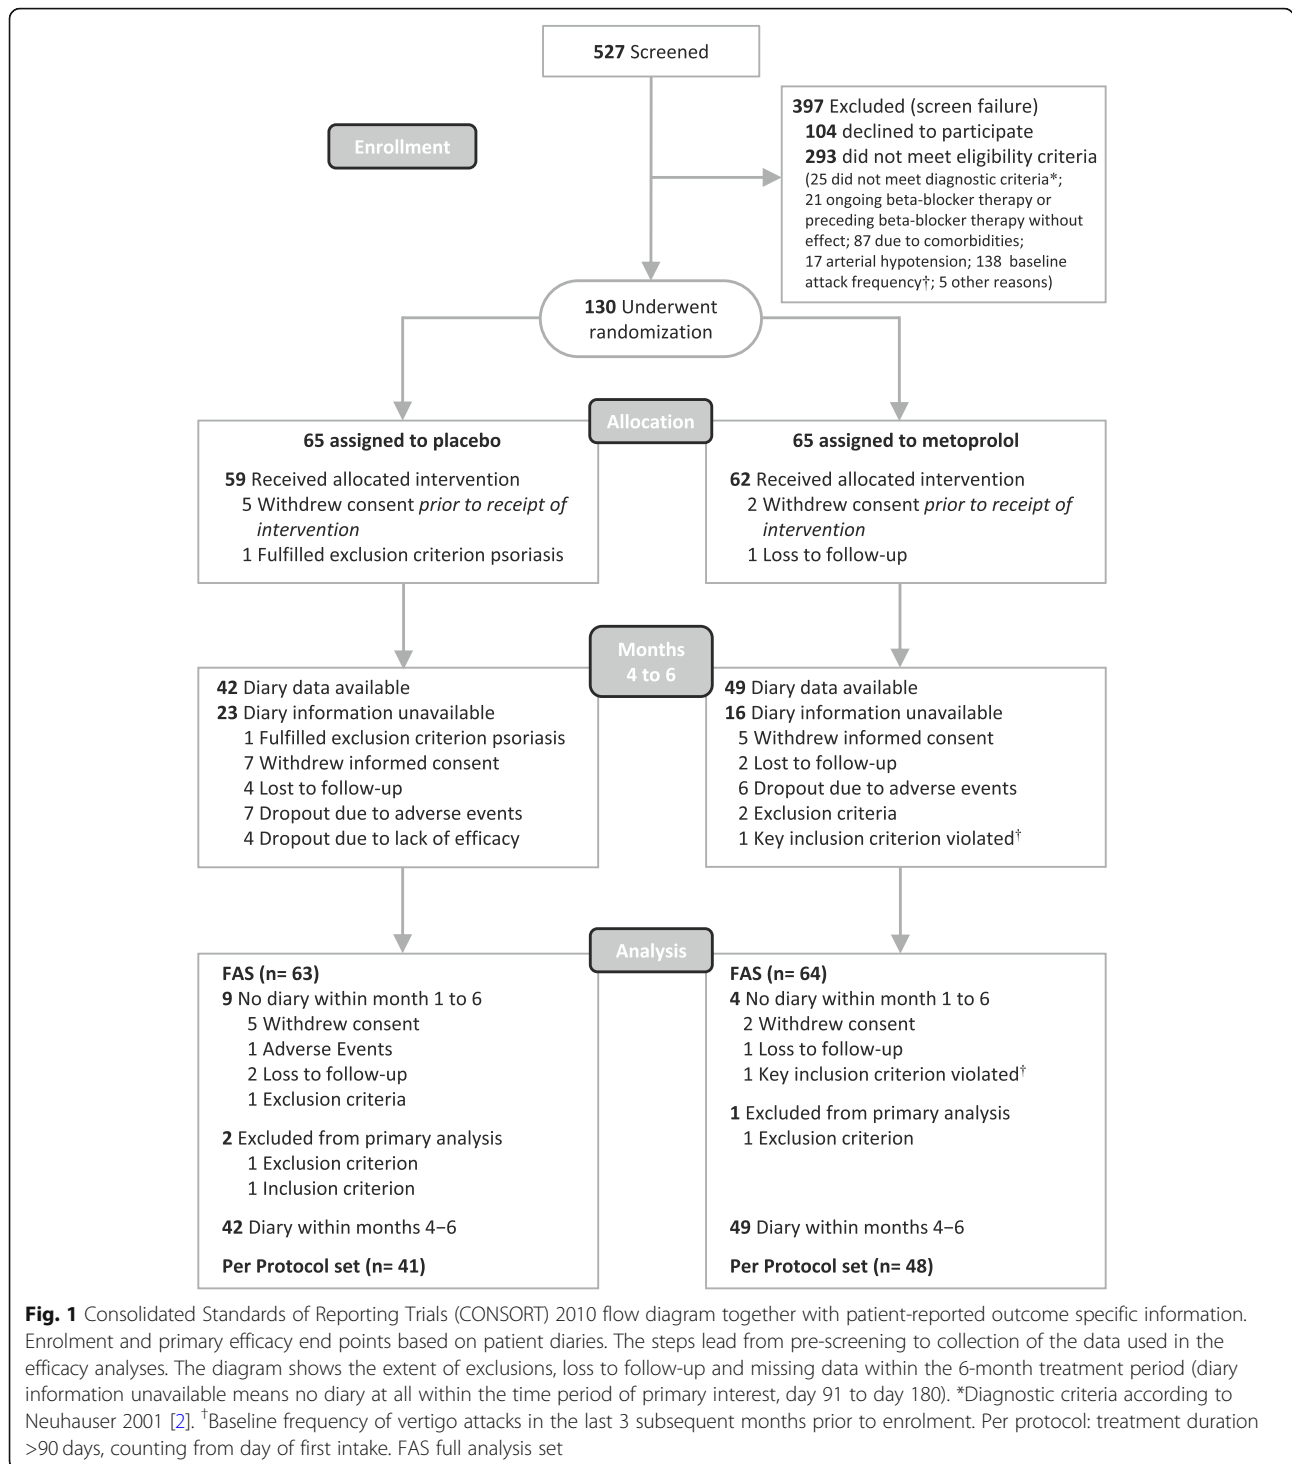 527 Screened
397 Excluded (screen failure)
104 declined to participate
293 did not meet eligibility criteria
(25 did not meet diagnostic criteria*;
21 ongoing beta-blocker therapy or
preceding beta-blocker therapy without
effect; 87 due to comorbidities;
17 arterial hypotension; 138 baseline
attack frequency†; 5 other reasons)
Enrollment
130 Underwent
randomization
Allocation
65 assigned to placebo
59 Received allocated intervention
5 Withdrew consent prior to receipt of
intervention
1 Fulfilled exclusion criterion psoriasis
65 assigned to metoprolol
62 Received allocated intervention
2 Withdrew consent prior to receipt of
intervention
1 Loss to follow-up
Months
4 to 6
42 Diary data available
23 Diary information unavailable
1 Fulfilled exclusion criterion psoriasis
7 Withdrew informed consent
4 Lost to follow-up
7 Dropout due to adverse events
4 Dropout due to lack of efficacy
49 Diary data available
16 Diary information unavailable
5 Withdrew informed consent
2 Lost to follow-up
6 Dropout due to adverse events
2 Exclusion criteria
1 Key inclusion criterion violated†
Analysis
FAS (n= 63)
9 No diary within month 1 to 6
5 Withdrew consent
1 Adverse Events
2 Loss to follow-up
1 Exclusion criteria
2 Excluded from primary analysis
1 Exclusion criterion
1 Inclusion criterion
42 Diary within months 4–6
Per Protocol set (n= 41)
FAS (n= 64)
4 No diary within month 1 to 6
2 Withdrew consent
1 Loss to follow-up
1 Key inclusion criterion violated†
1 Excluded from primary analysis
1 Exclusion criterion
49 Diary within months 4–6
Per Protocol set (n= 48)
Fig. 1 Consolidated Standards of Reporting Trials (CONSORT) 2010 flow diagram together with patient-reported outcome specific information.
Enrolment and primary efficacy end points based on patient diaries. The steps lead from pre-screening to collection of the data used in the
efficacy analyses. The diagram shows the extent of exclusions, loss to follow-up and missing data within the 6-month treatment period (diary
information unavailable means no diary at all within the time period of primary interest, day 91 to day 180). *Diagnostic criteria according to
Neuhauser 2001 [2]. †Baseline frequency of vertigo attacks in the last 3 subsequent months prior to enrolment. Per protocol: treatment duration
>90 days, counting from day of first intake. FAS full analysis set